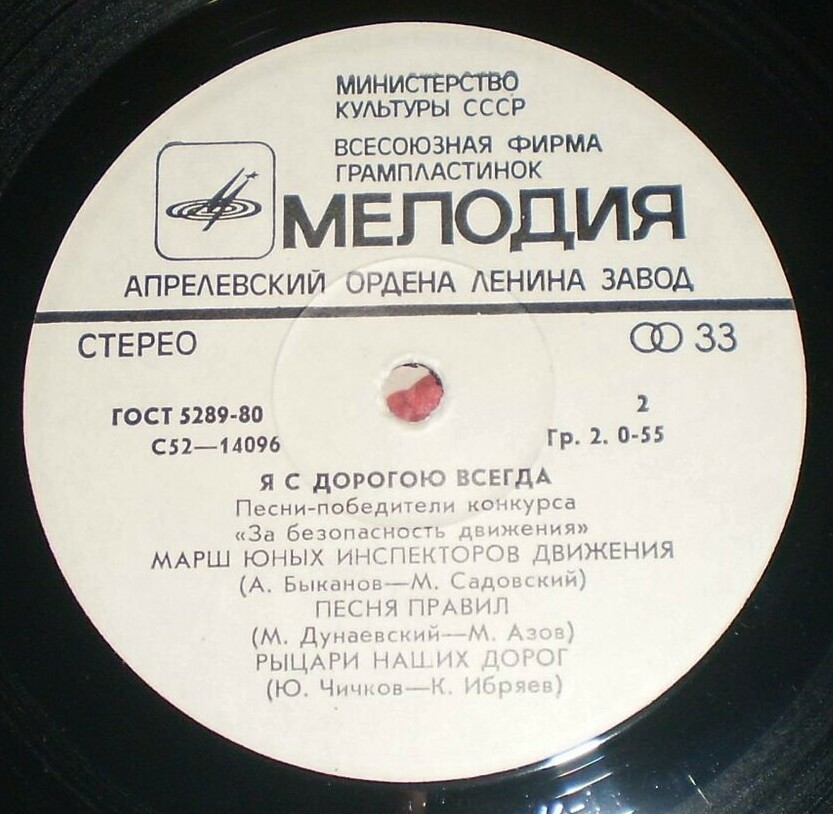 МИНИСТЕРСТВО
КУЛЬТУРЫ СССР
ВСЕСОЮЗНАЯ ФИРМА
ГРАМПЛАСТИНОК
МЕЛОДИЯ
АПРЕЛЕВСКИЙ ОРДЕНА ЛЕНИНА ЗАВОД
СТЕРЕО 33
ГОСТ 5289-80 2
С52—14096 Гр. 2. 0-55
Я С ДОРОГОЮ ВСЕГДА
Песни-победители конкурса
«За безопасность движения»
МАРШ ЮНЫХ ИНСПЕКТОРОВ ДВИЖЕНИЯ
(А. Быканов—М. Садовский)
ПЕСНЯ ПРАВИЛ
(М. Дунаевский—М. Азов)
РЫЦАРИ НАШИХ ДОРОГ
(Ю. Чичков—К. Ибряев)